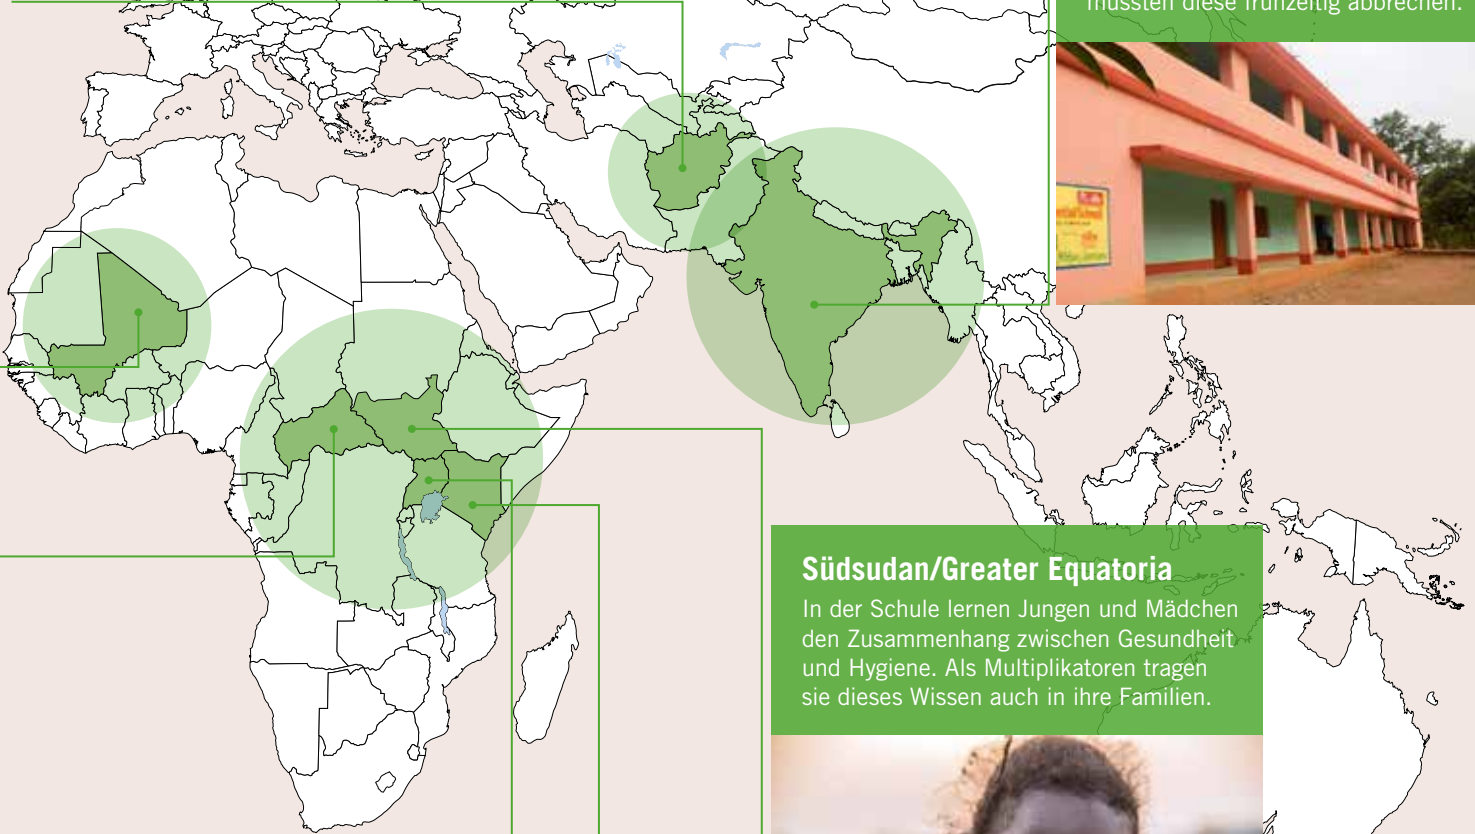 mussten diese frühzeitig abbrechen.
Südsudan/Greater Equatoria
In der Schule lernen Jungen und Mädchen
den Zusammenhang zwischen Gesundheit
und Hygiene. Als Multiplikatoren tragen
sie dieses Wissen auch in ihre Familien.